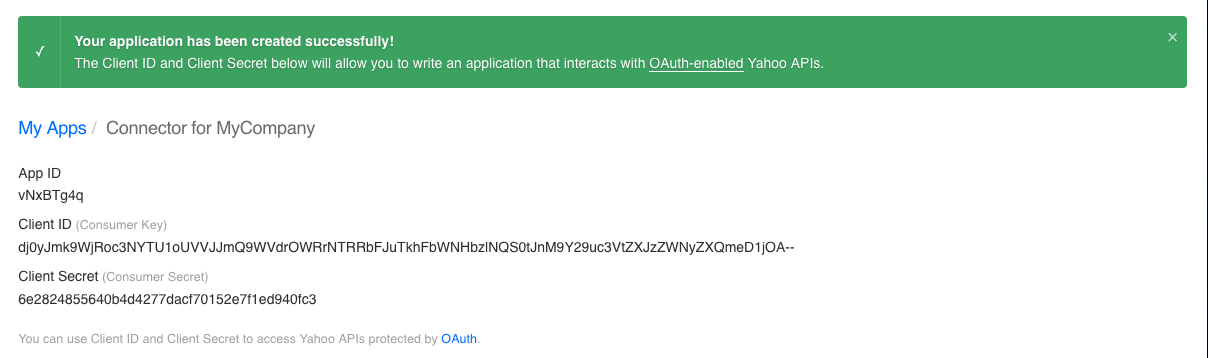 ✓
Your application has been created successfully!
The Client ID and Client Secret below will allow you to write an application that interacts with OAuth-enabled Yahoo APIs.
×
My Apps / Connector for MyCompany
App ID
vNxBTg4q
Client ID (Consumer Key)
dj0yJmk9WjRoc3NYTU1oUVVJJmQ9WVdrOWRrNTRRbFJuTkhFbWNHbzlNQS0tJnM9Y29uc3VtZXJzZWNyZXQmeD1jOA--
Client Secret (Consumer Secret)
6e2824855640b4d4277dacf70152e7f1ed940fc3
You can use Client ID and Client Secret to access Yahoo APIs protected by OAuth.